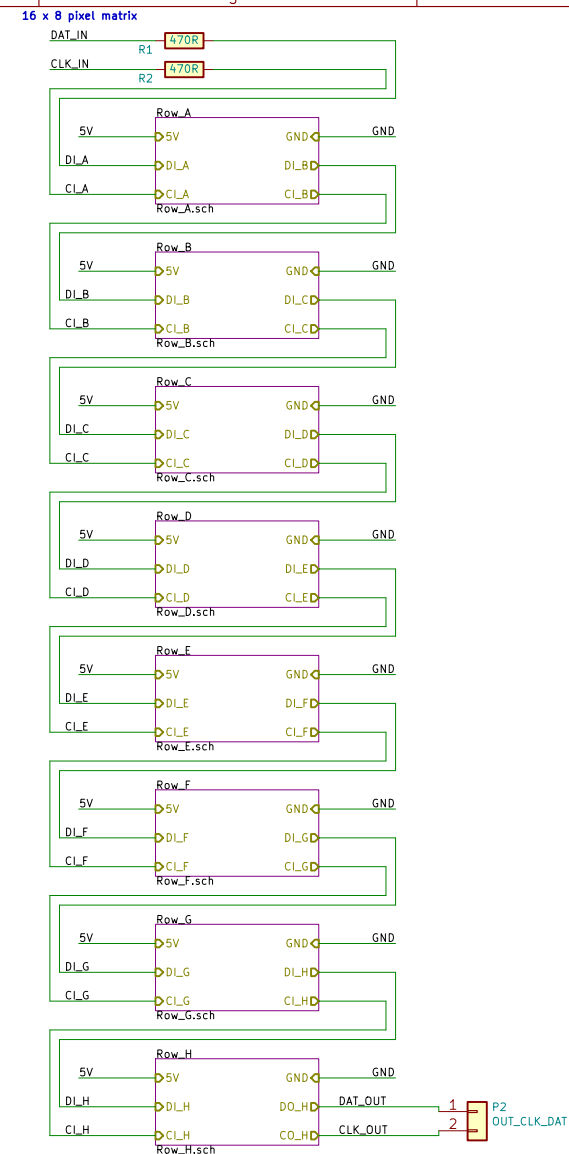 16 x 8 pixel matrix
DAT_IN
R1 470R
CLK_IN
R2 470R
Row_A
5V 5V GND GND
DI_A DI_A DI_B
CI_A CI_A CI_B
Row_A.sch
Row_B
5V 5V GND GND
DI_B DI_B DI_C
CI_B CI_B CI_C
Row_B.sch
Row_C
5V 5V GND GND
DI_C DI_C DI_D
CI_C CI_C CI_D
Row_C.sch
Row_D
5V 5V GND GND
DI_D DI_D DI_E
CI_D CI_D CI_E
Row_D.sch
Row_E
5V 5V GND GND
DI_E DI_E DI_F
CI_E CI_E CI_F
Row_E.sch
Row_F
5V 5V GND GND
DI_F DI_F DI_G
CI_F CI_F CI_G
Row_F.sch
Row_G
5V 5V GND GND
DI_G DI_G DI_H
CI_G CI_G CI_H
Row_G.sch
Row_H
5V 5V GND GND
DI_H DI_H DO_H DAT_OUT 1 P2
CI_H CI_H CO_H CLK_OUT 2 OUT_CLK_DAT
Row_H.sch